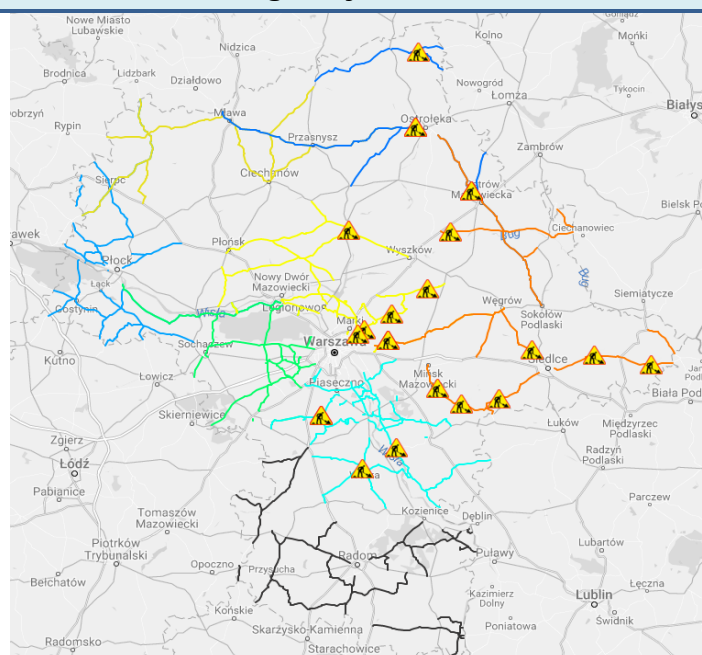 Nowe Miasto
Lubawskie
Nidzica
Kolno
Mońki
Brodnica
Lidzbark
Działdowo
Nowogród
Tykocin
Łomża
Białys
Rypin
Mława
Przasnysz
Ostrołęka
Zambrów
Sierpc
Ciechanów
Mazowiecka
Bielsk Po
Ciechanowiec
Płońsk
Wyszków
Bug
Płock
Łąck
Nowy Dwór
Mazowiecki
Bug
Siemiatycze
Gostynin
Wisła
Legionowo
Węgrów
Sokołów
Podlaski
Sochaczew
Warszawa
Kutno
Siedlce
Łowicz
Piaseczno
Mińsk
Mazowiecki
Biała Pod
Skierniewice
Łuków
Międzyrzec
Podlaski
Zgierz
Radzyń
Podlaski
Łódź
Wisła
Pabianice
Parczew
Kozienice
Dęblin
Tomaszów
Mazowiecki
Lubartów
Piotrków
Trybunalski
Opoczno
Przysucha
Radom
Puławy
Łęczna
Bełchatów
Kazimierz
Dolny
Lublin
Końskie
Świdnik
Poniatowa
Radomsko
Skarżysko-Kamienna
Starachowice